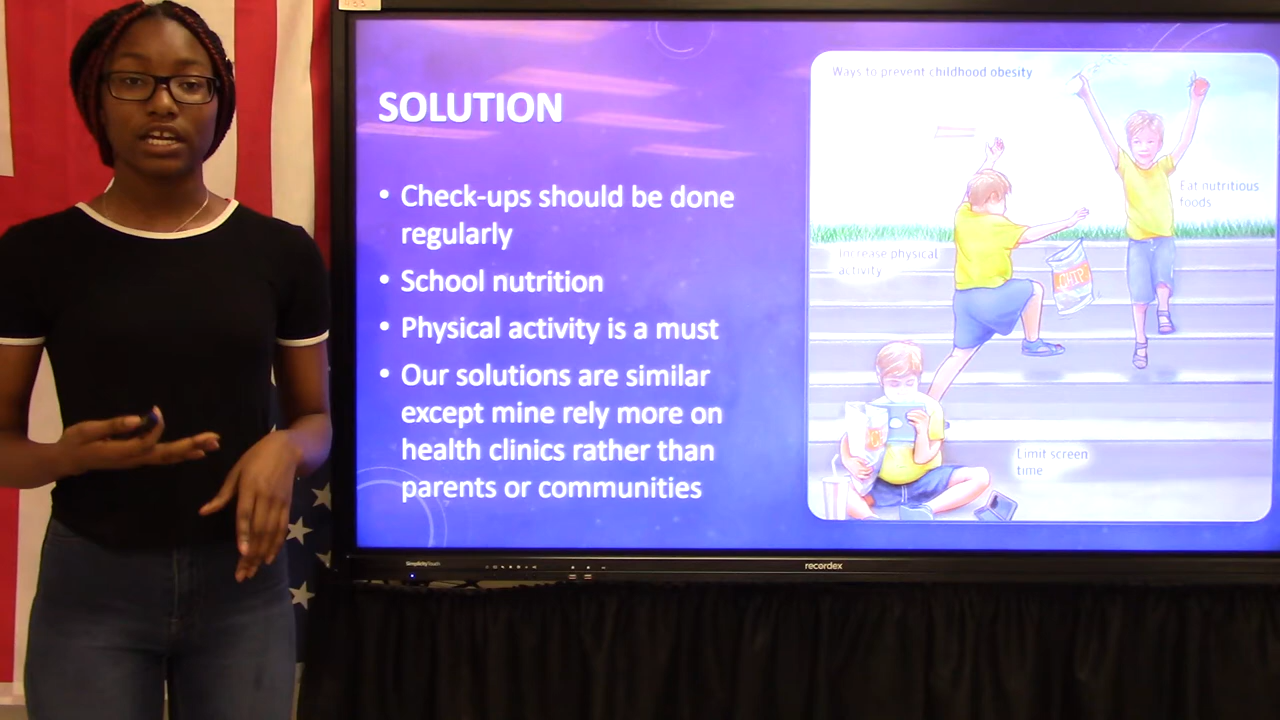 SOLUTION
• Check-ups should be done
regularly
• School nutrition
• Physical activity is a must
• Our solutions are similar
except mine rely more on
health clinics rather than
parents or communities
Ways to prevent childhood obesity
Eat nutritious
foods
Increase physical
activity
CHIP
Limit screen
time
SimplicityTouch
recordex